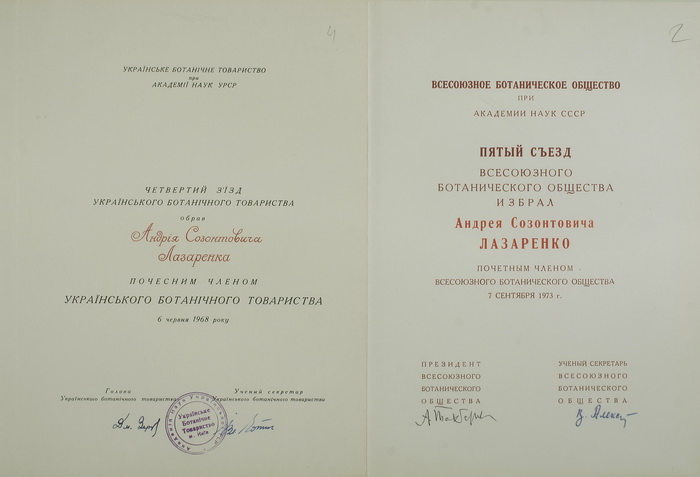 4
УКРАЇНСЬКЕ БОТАНІЧНЕ ТОВАРИСТВО
при
АКАДЕМІЇ НАУК УРСР
ЧЕТВЕРТИЙ З'ЇЗД
УКРАЇНСЬКОГО БОТАНІЧНОГО ТОВАРИСТВА
обрав
Андрія Созонтовича
Лазаренка
ПОЧЕСНИМ ЧЛЕНОМ
УКРАЇНСЬКОГО БОТАНІЧНОГО ТОВАРИСТВА
6 червня 1968 року
Голова
Українського ботанічного товариства
Учений секретар
Українського ботанічного товариства
Українське
Ботанічне
Товариство
м. Київ
2
ВСЕСОЮЗНОЕ БОТАНИЧЕСКОЕ ОБЩЕСТВО
ПРИ
АКАДЕМИИ НАУК СССР
ПЯТЫЙ СЪЕЗД
ВСЕСОЮЗНОГО
БОТАНИЧЕСКОГО ОБЩЕСТВА
ИЗБРАЛ
Андрея Созонтовича
ЛАЗАРЕНКО
ПОЧЕТНЫМ ЧЛЕНОМ
ВСЕСОЮЗНОГО БОТАНИЧЕСКОГО ОБЩЕСТВА
7 СЕНТЯБРЯ 1973 г.
ПРЕЗИДЕНТ
ВСЕСОЮЗНОГО
БОТАНИЧЕСКОГО
ОБЩЕСТВА
УЧЕНЫЙ СЕКРЕТАРЬ
ВСЕСОЮЗНОГО
БОТАНИЧЕСКОГО
ОБЩЕСТВА